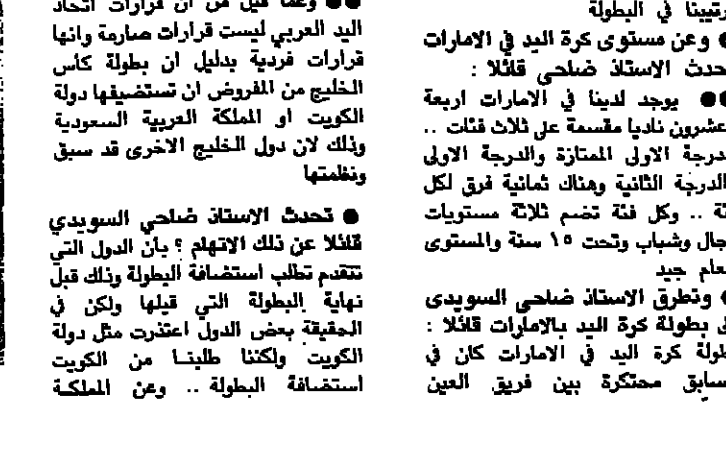 رتيبنا في البطولة
● وعن مستوى كرة اليد في الامارات
حدث الاستاذ ضاحي قائلا :
●● يوجد لدينا في الامارات اربعة
عشرون ناديا مقسمة على ثلاث فئات ..
درجة الاولى الممتازة والدرجة الاولى
الدرجة الثانية وهناك ثمانية فرق لكل
ئة .. وكل فئة تضم ثلاثة مستويات
جال وشباب وتحت ١٥ سنة والمستوى
عام جيد
● وتطرق الاستاذ ضاحي السويدى
ى بطولة كرة اليد بالامارات قائلا :
طولة كرة اليد في الامارات كان في
سابق محتكرة بين فريق العين
●● وعما قيل من ان قرارات اتحاد
اليد العربي ليست قرارات صارمة وانها
قرارات فردية بدليل ان بطولة كأس
الخليج من المفروض ان تستضيفها دولة
الكويت او المملكة العربية السعودية
وذلك لان دول الخليج الاخرى قد سبق
ونظمتها
● تحدث الاستاذ ضاحي السويدي
قائلا عن ذلك الاتهام ؟ بأن الدول التي
تتقدم تطلب استضافة البطولة وذلك قبل
نهاية البطولة التي قبلها ولكن في
الحقيقة بعض الدول اعتذرت مثل دولة
الكويت ولكننا طلبنا من الكويت
استضافة البطولة .. وعن المملكة